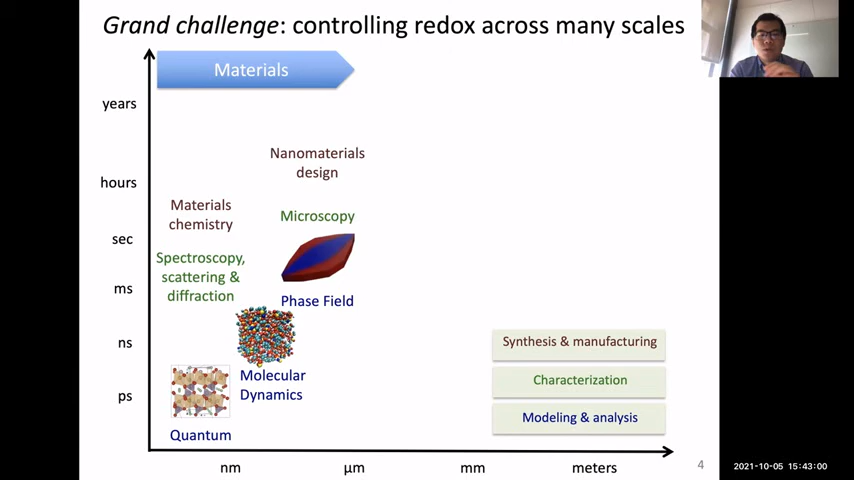 Grand challenge: controlling redox across many scales
Materials
years
Nanomaterials
design
hours
Materials
chemistry
Microscopy
sec
Spectroscopy,
scattering &
diffraction
ms
Phase Field
ns
Synthesis & manufacturing
Molecular
Dynamics
Characterization
ps
Modeling & analysis
Quantum
nm
µm
mm
meters
4
2021-10-05 15:43:00